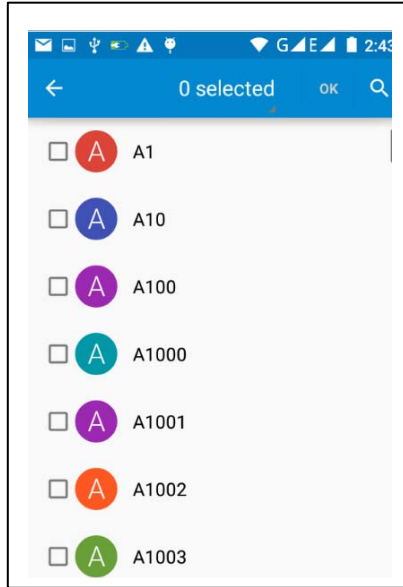 G E 2:43
0 selected OK
A A1
A A10
A A100
A A1000
A A1001
A A1002
A A1003